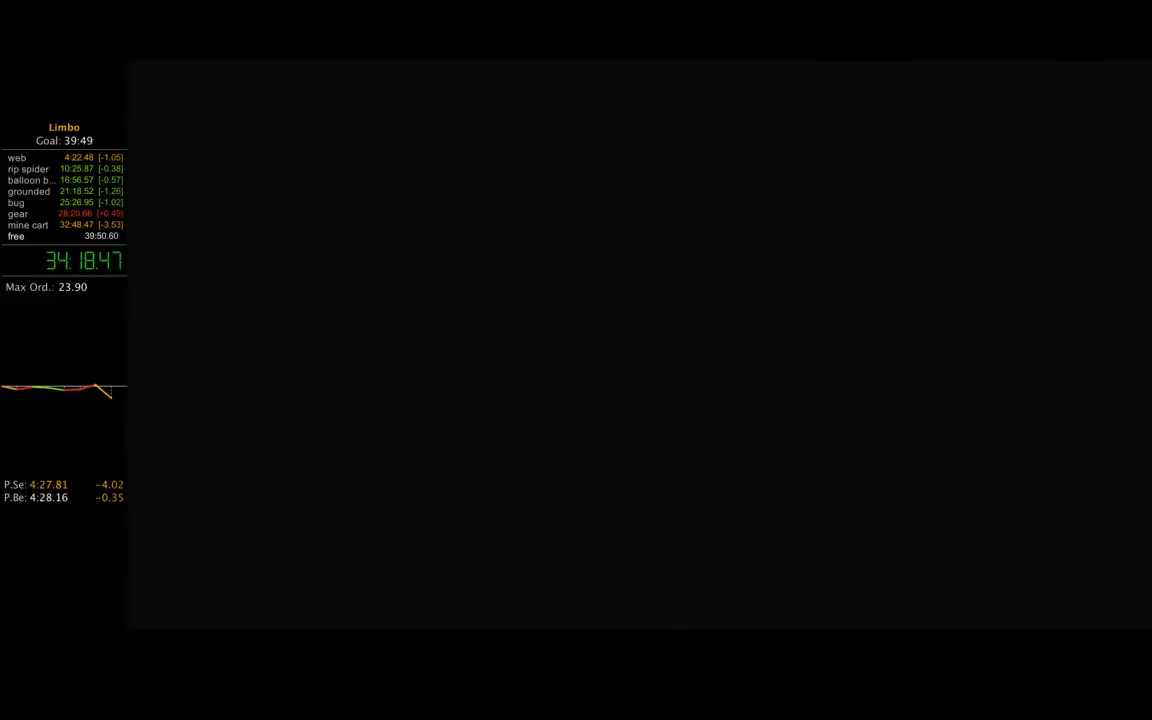 Limbo
Goal: 39:49
web 4:22.48 [-1.05]
rip spider 10:25.87 [-0.38]
balloon b... 16:56.57 [-0.57]
grounded 21:18.52 [-1.26]
bug 25:26.95 [-1.02]
gear 28:20.66 [+0.49]
mine cart 32:48.47 [-3.53]
free 39:50.60
34:18.47
Max Ord.: 23.90
P.Se: 4:27.81 -4.02
P.Be: 4:28.16 -0.35